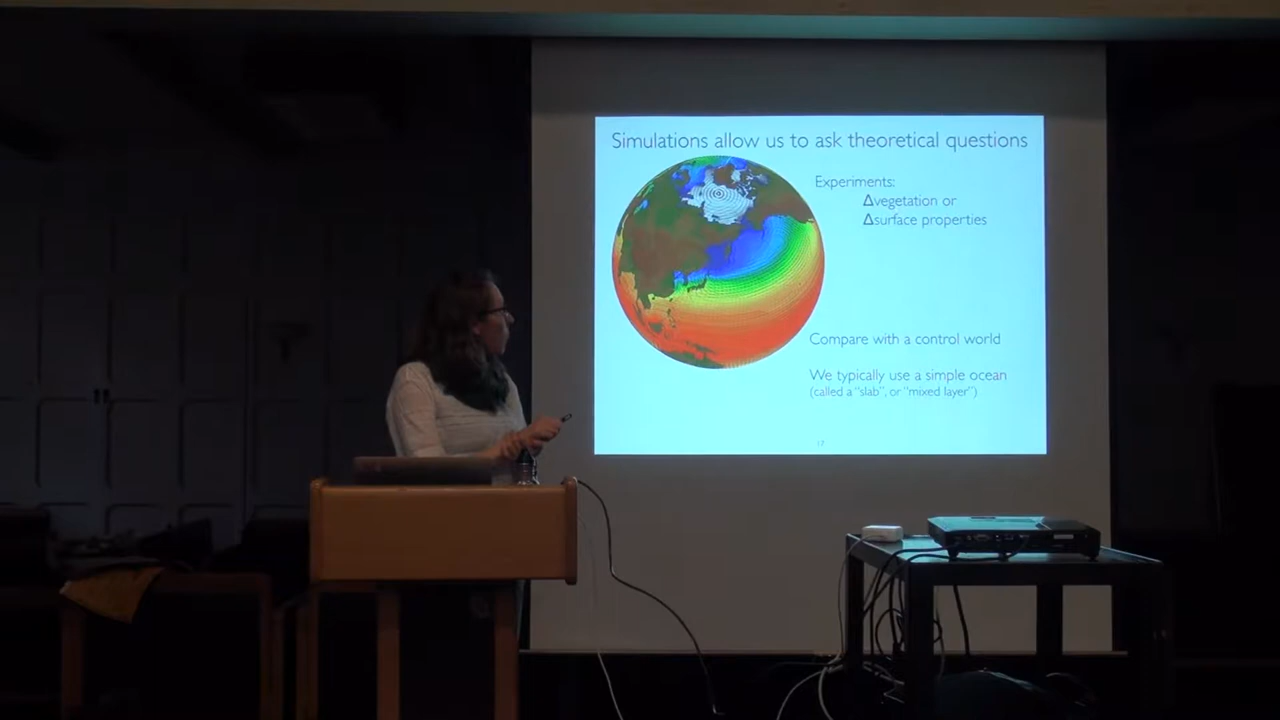 Simulations allow us to ask theoretical questions
Experiments:
Δvegetation or
Δsurface properties
Compare with a control world
We typically use a simple ocean
(called a "slab", or "mixed layer")
17